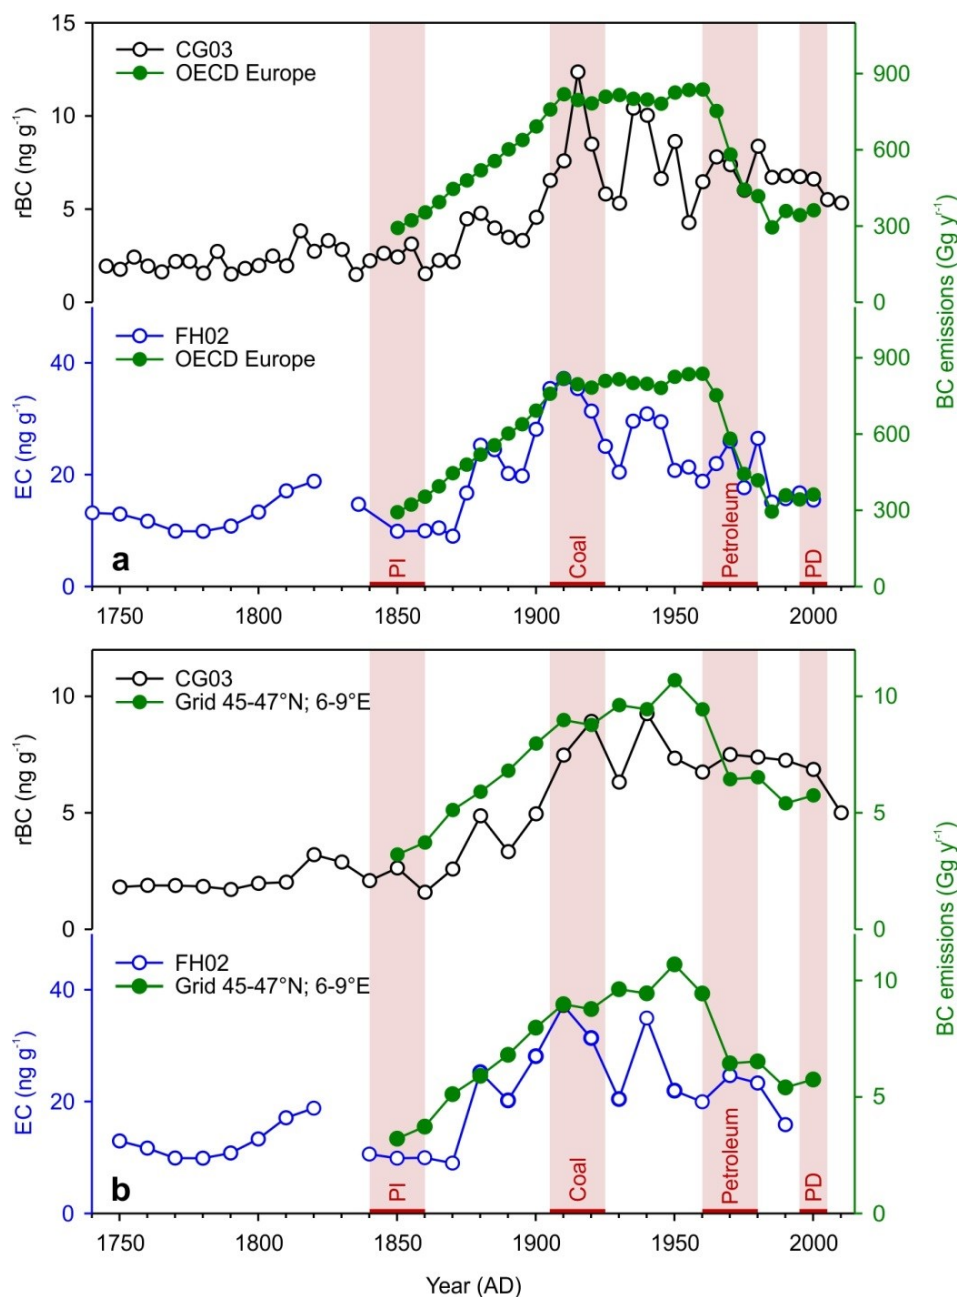 15
CG03
OECD Europe
900
10
600
rBC (ng g⁻¹)
5
300
0
0
BC emissions (Gg yr⁻¹)
FH02
OECD Europe
900
40
600
EC (ng g⁻¹)
20
300
a
PI
Coal
Petroleum
PD
0
0
1750
1800
1850
1900
1950
2000
CG03
Grid 45-47°N; 6-9°E
10
10
rBC (ng g⁻¹)
5
5
0
0
BC emissions (Gg yr⁻¹)
FH02
Grid 45-47°N; 6-9°E
40
10
EC (ng g⁻¹)
20
5
b
PI
Coal
Petroleum
PD
0
0
1750
1800
1850
1900
1950
2000
Year (AD)